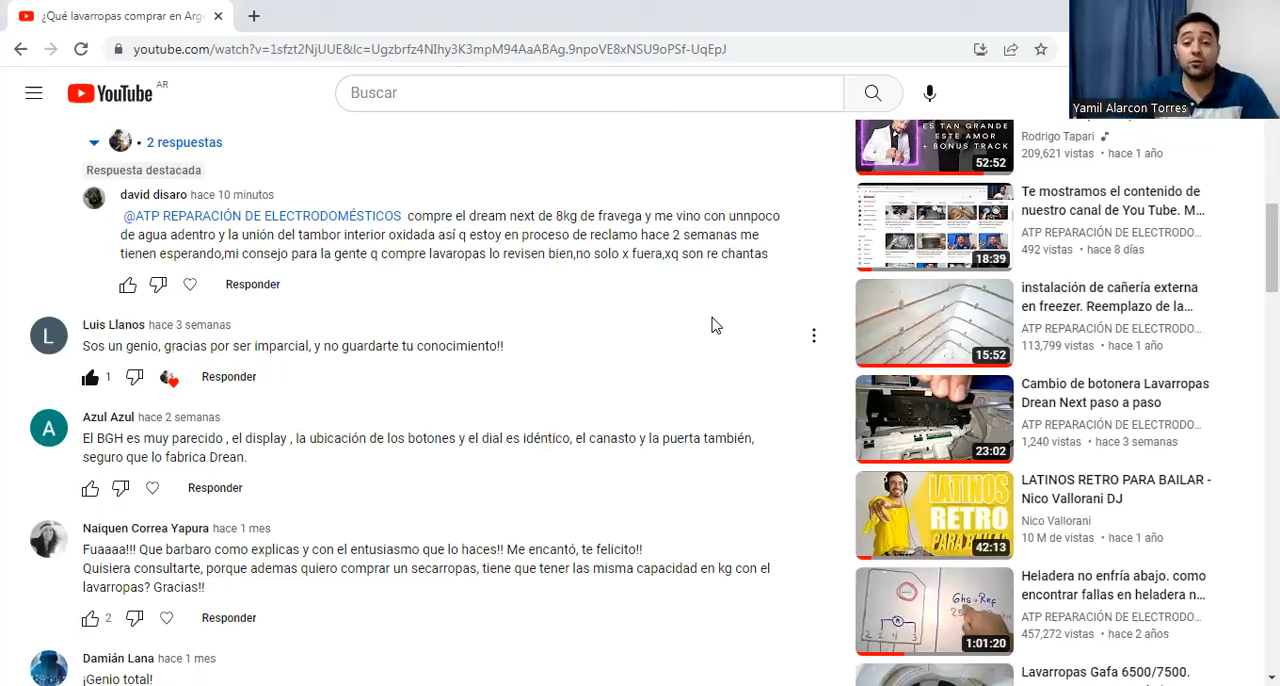 ¿Qué lavarropas comprar en Arg
youtube.com/watch?v=1sfzt2NjUUE&lc=Ugzbrfz4NIhy3K3mpM94AaABAg.9npoVE8xNSU9oPSf-UqEpJ
Yamil Alarcon Torres
YouTube AR
Buscar
• 2 respuestas
Respuesta destacada
david disaro hace 10 minutos
@ATP REPARACIÓN DE ELECTRODOMÉSTICOS compre el dream next de 8kg da fravega y me vino con unnpoco
de agua,sarro y la base del tambor interior oxidada así q estoy en proceso de reclamo hace 2 semanas me
tienen esperando,mi consejo para la gente q compre lavaropas lo revisen bien,no solo x fuera,xq son re chantas
Responder
L
Luis Llanos hace 3 semanas
Sos un genio, gracias por ser imparcial, y no guardarte tu conocimiento!!
1 Responder
A
Azul Azul hace 2 semanas
El BGH es muy parecido , el display , la ubicación de los botones y el dial es idéntico, el canasto y la puerta también,
seguro que lo fabrica Drean.
Responder
Naiquen Correa Yapura hace 1 mes
Fuaaaa!!! Que barbaro como explicas y con el entusiasmo que lo haces!! Me encantó, te felicito!!
Quisiera consultarte, porque ademas quiero comprar un secarropas, tiene que tener las misma capacidad en kg con el
lavarropas? Gracias!!
2 Responder
Damián Lana hace 1 mes
¡Genio total!
ES TAN GRANDE
ESTE AMOR
+ BONUS TRACK
52:52
Rodrigo Tapari
209,621 vistas • hace 1 año
18:39
Te mostramos el contenido de
nuestro canal de You Tube. M...
ATP REPARACIÓN DE ELECTRODO...
492 vistas • hace 8 días
15:52
instalación de cañería externa
en freezer. Reemplazo de la...
ATP REPARACIÓN DE ELECTRODO...
113,799 vistas • hace 1 año
23:02
Cambio de botonera Lavarropas
Drean Next paso a paso
ATP REPARACIÓN DE ELECTRODO...
1,240 vistas • hace 3 semanas
LATINOS
RETRO
PARA BAILAR
42:13
LATINOS RETRO PARA BAILAR -
Nico Vallorani DJ
Nico Vallorani
10 M de vistas • hace 1 año
2 1 4 3
1:01:20
Heladera no enfría abajo. como
encontrar fallas en heladera n...
ATP REPARACIÓN DE ELECTRODO...
457,272 vistas • hace 2 años
Lavarropas Gafa 6500/7500.